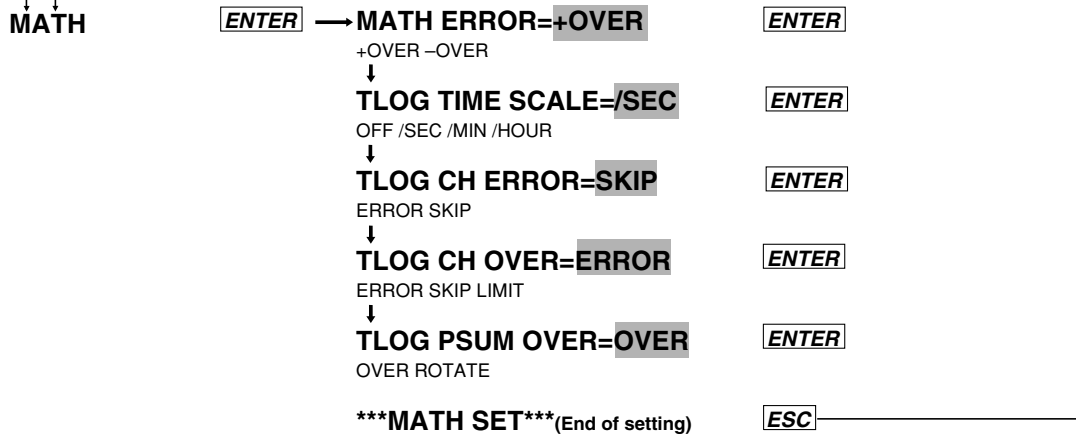 MATH ENTER MATH ERROR=+OVER ENTER
+OVER –OVER
TLOG TIME SCALE=/SEC ENTER
OFF /SEC /MIN /HOUR
TLOG CH ERROR=SKIP ENTER
ERROR SKIP
TLOG CH OVER=ERROR ENTER
ERROR SKIP LIMIT
TLOG PSUM OVER=OVER ENTER
OVER ROTATE
***MATH SET***(End of setting) ESC